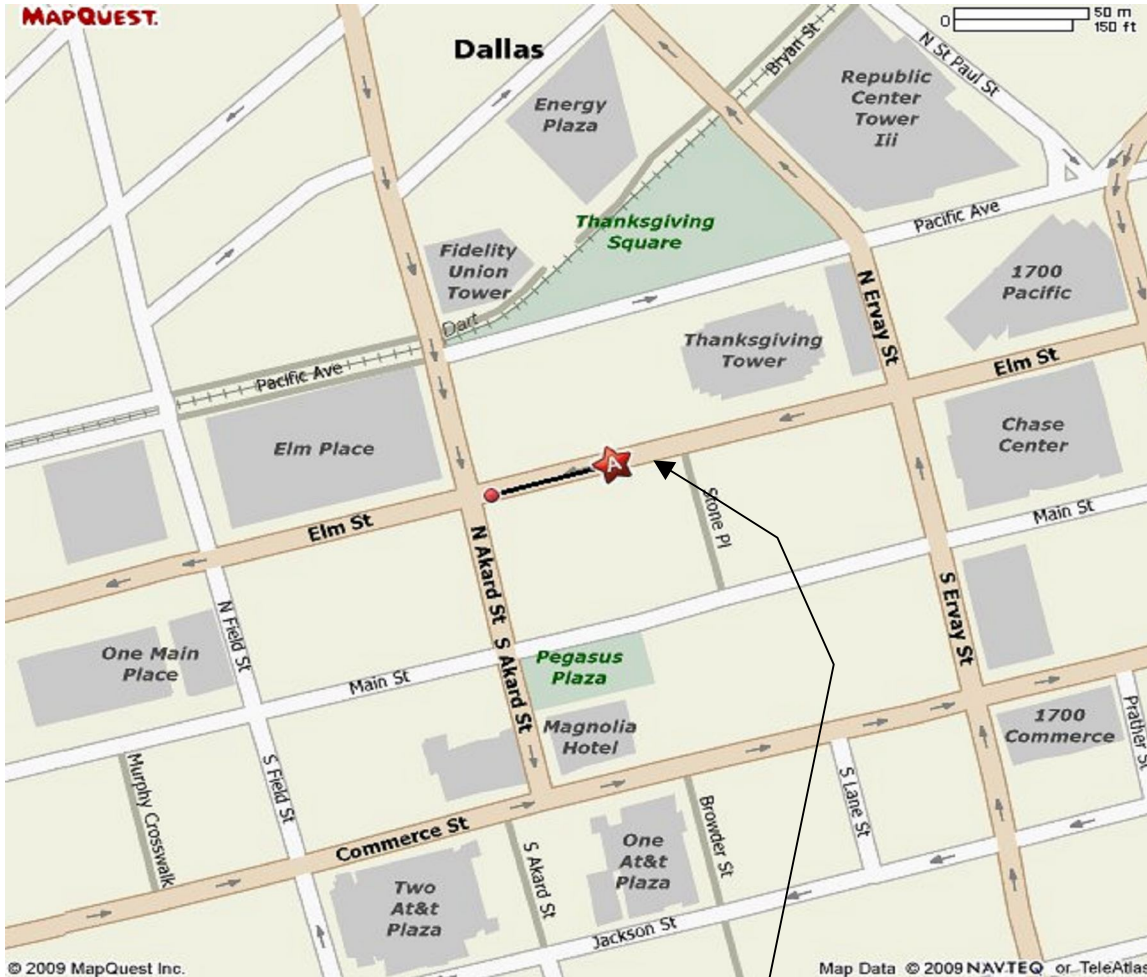 MAPQUEST.
Dallas
0
50 m
150 ft
Bryan St
N St Paul St
Energy
Plaza
Republic
Center
Tower
Iii
Thanksgiving
Square
Pacific Ave
Fidelity
Union
Tower
1700
Pacific
N Ervay St
Dart
Thanksgiving
Tower
Elm St
Pacific Ave
Elm Place
Chase
Center
A
Stone Pl
Main St
Elm St
N Akard St
S Ervay St
N Field St
S Akard St
One Main
Place
Pegasus
Plaza
Main St
Magnolia
Hotel
1700
Commerce
Prather St
Murphy Crosswalk
S Field St
S Lane St
Browder St
Commerce St
S Akard St
One
At&t
Plaza
Two
At&t
Plaza
Jackson St
© 2009 MapQuest Inc.
Map Data © 2009 NAVTEQ or TeleAtlas